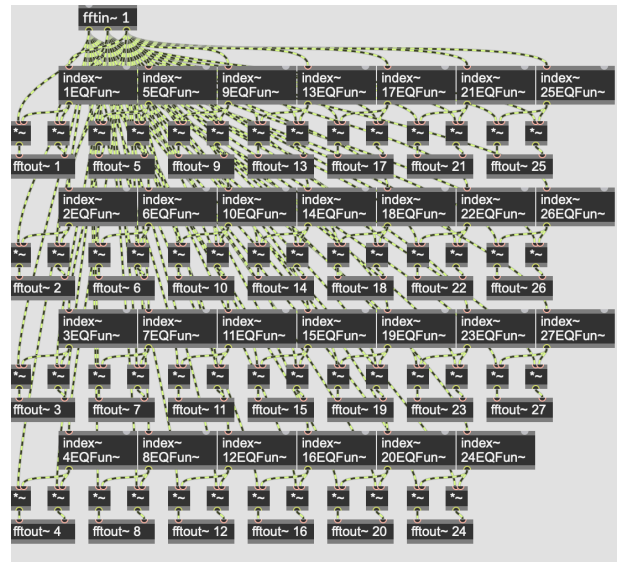 fftin~ 1
index~ index~ index~ index~ index~ index~ index~
1EQFun~ 5EQFun~ 9EQFun~ 13EQFun~ 17EQFun~ 21EQFun~ 25EQFun~
*~ *~ *~ *~ *~ *~ *~ *~ *~ *~ *~ *~ *~ *~
fftout~ 1 fftout~ 5 fftout~ 9 fftout~ 13 fftout~ 17 fftout~ 21 fftout~ 25
index~ index~ index~ index~ index~ index~ index~
2EQFun~ 6EQFun~ 10EQFun~ 14EQFun~ 18EQFun~ 22EQFun~ 26EQFun~
*~ *~ *~ *~ *~ *~ *~ *~ *~ *~ *~ *~ *~ *~
fftout~ 2 fftout~ 6 fftout~ 10 fftout~ 14 fftout~ 18 fftout~ 22 fftout~ 26
index~ index~ index~ index~ index~ index~ index~
3EQFun~ 7EQFun~ 11EQFun~ 15EQFun~ 19EQFun~ 23EQFun~ 27EQFun~
*~ *~ *~ *~ *~ *~ *~ *~ *~ *~ *~ *~ *~ *~
fftout~ 3 fftout~ 7 fftout~ 11 fftout~ 15 fftout~ 19 fftout~ 23 fftout~ 27
index~ index~ index~ index~ index~ index~
4EQFun~ 8EQFun~ 12EQFun~ 16EQFun~ 20EQFun~ 24EQFun~
*~ *~ *~ *~ *~ *~ *~ *~ *~ *~ *~ *~
fftout~ 4 fftout~ 8 fftout~ 12 fftout~ 16 fftout~ 20 fftout~ 24